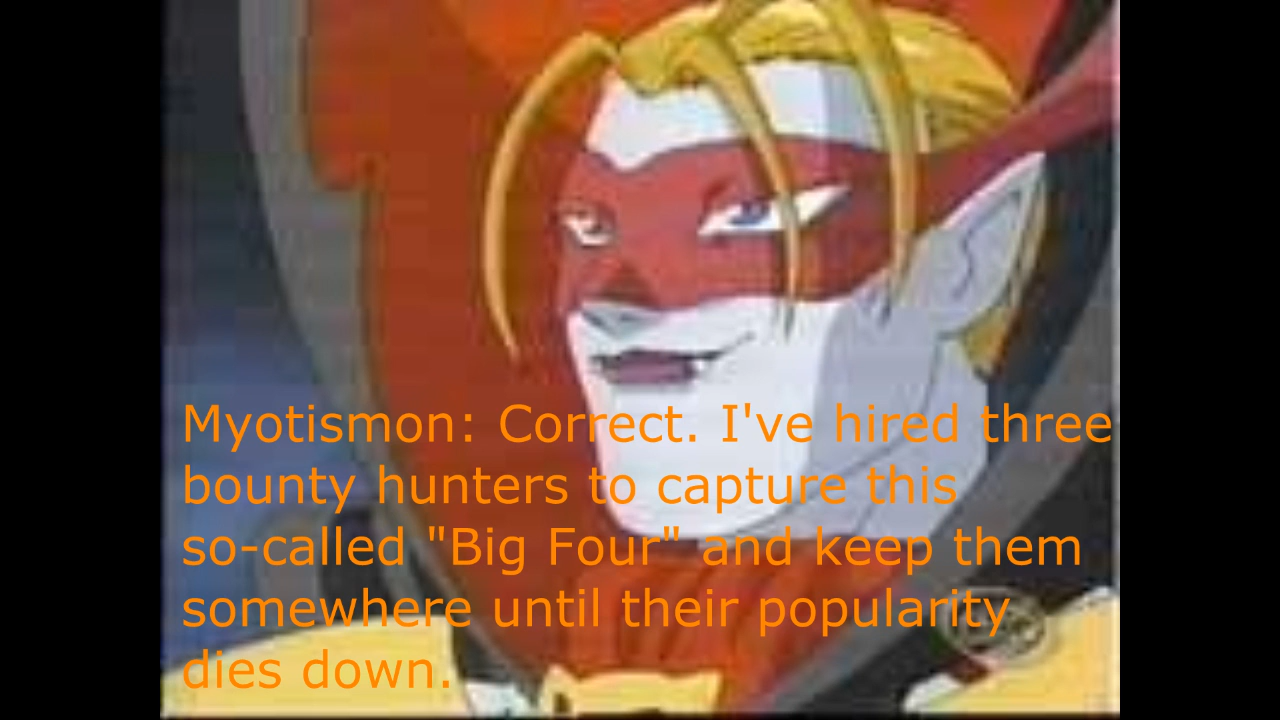 Myotismon: Correct. I've hired three
bounty hunters to capture this
so-called "Big Four" and keep them
somewhere until their popularity
dies down.